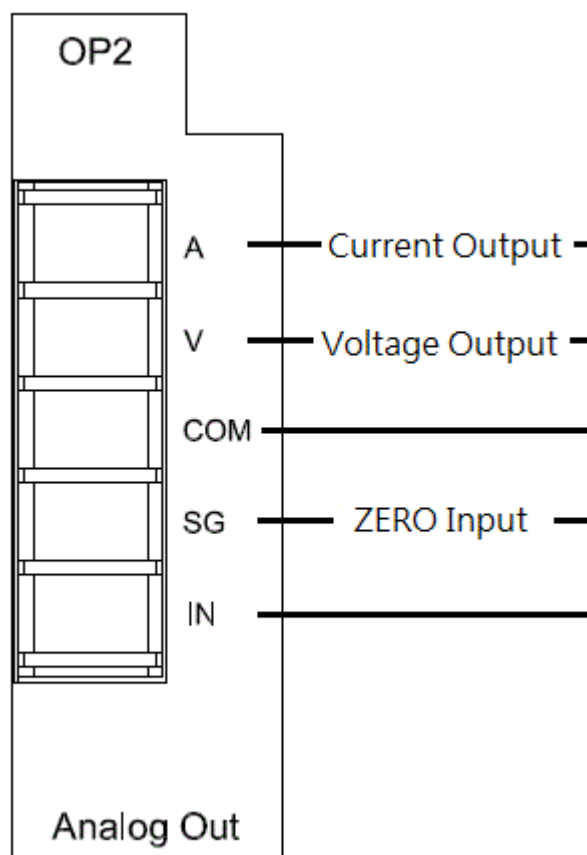 OP2
A Current Output
V Voltage Output
COM
SG ZERO Input
IN
Analog Out